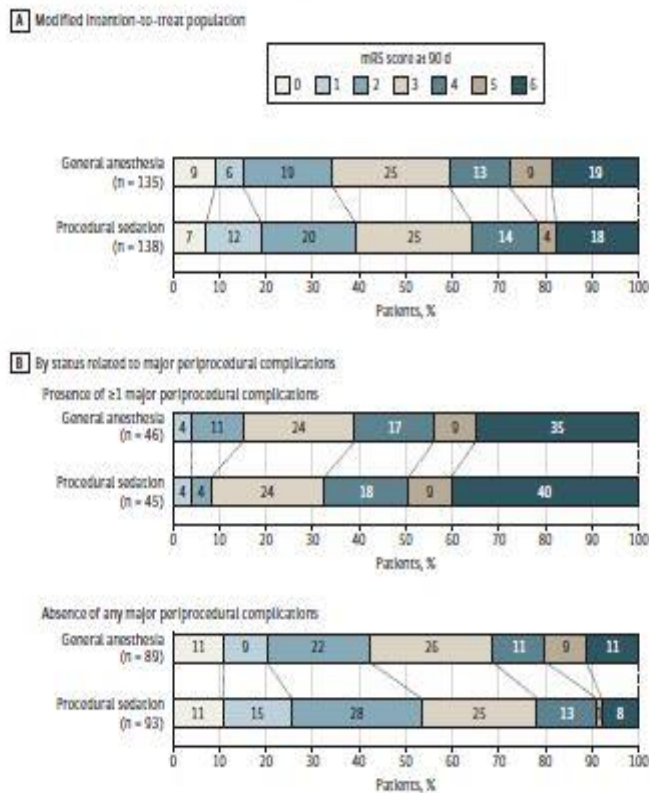 A Modified intention-to-treat population
mRS score at 90 d
0 1 2 3 4 5 6
General anesthesia
(n = 135)
9 6 19 25 13 9 19
Procedural sedation
(n = 138)
7 12 20 25 14 4 18
0 10 20 30 40 50 60 70 80 90 100
Patients, %
B By status related to major periprocedural complications
Presence of ≥1 major periprocedural complications
General anesthesia
(n = 46)
4 11 24 17 9 35
Procedural sedation
(n = 45)
4 4 24 18 9 40
0 10 20 30 40 50 60 70 80 90 100
Patients, %
Absence of any major periprocedural complications
General anesthesia
(n = 89)
11 9 22 26 11 9 11
Procedural sedation
(n = 93)
11 15 28 25 13 8
0 10 20 30 40 50 60 70 80 90 100
Patients, %